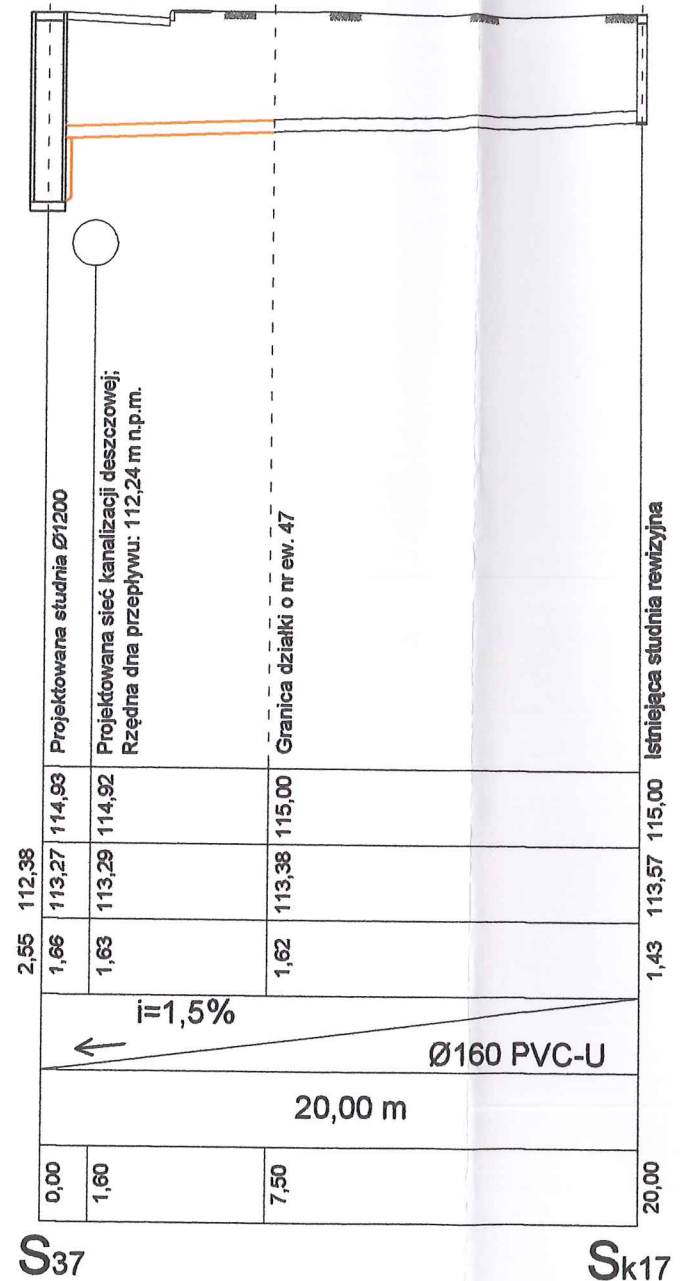 Projektowana studnia Ø1200
Projektowana sieć kanalizacji deszczowej;
Rzędna dna przepływu: 112,24 m n.p.m.
Granica działki o nr ew. 47
Istniejąca studnia rewizyjna
112,38
2,55
114,93
114,92
115,00
115,00
113,27
113,29
113,38
113,57
1,66
1,63
1,62
1,43
i=1,5%
Ø160 PVC-U
20,00 m
0,00
1,60
7,50
20,00
S37
Sk17